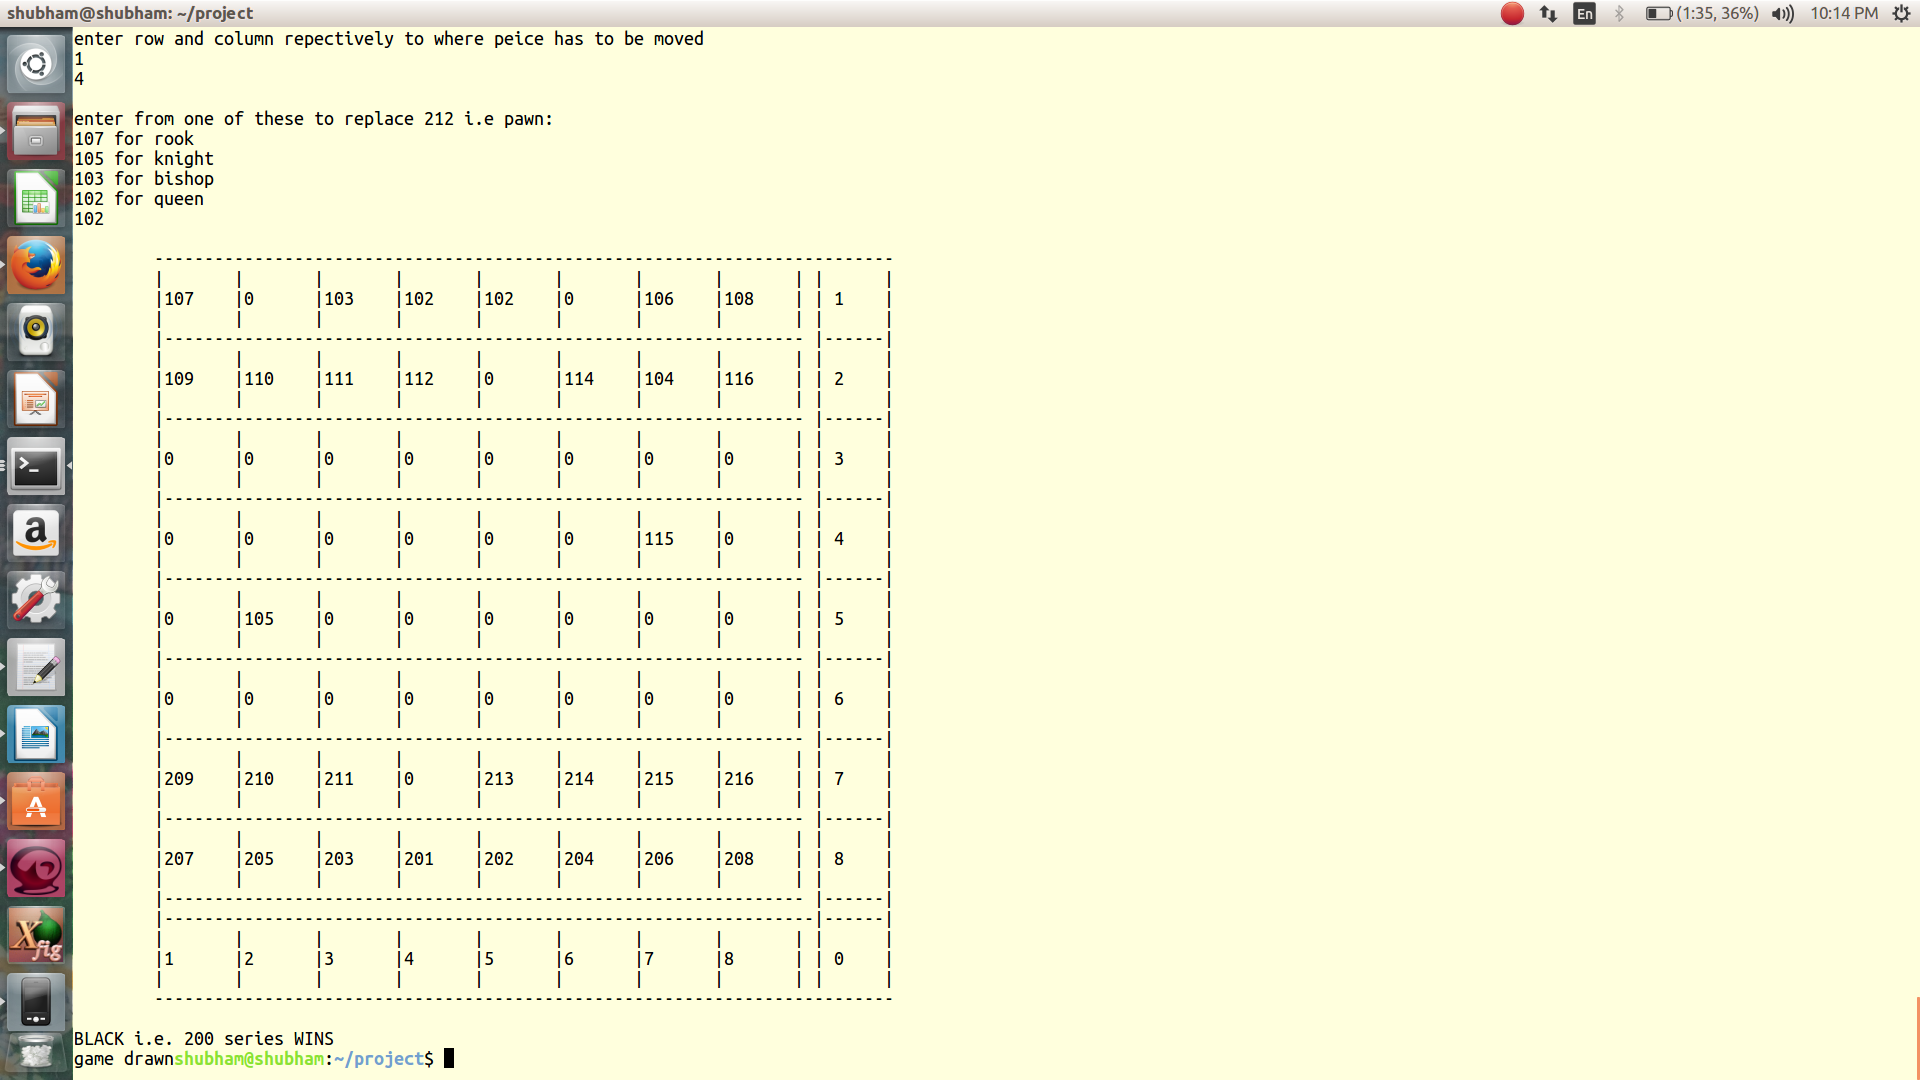 shubham@shubham: ~/project
En (1:35, 36%) 10:14 PM
enter row and column repectively to where peice has to be moved
1
4
enter from one of these to replace 212 i.e pawn:
107 for rook
105 for knight
103 for bishop
102 for queen
102
107 0 103 102 102 0 106 108 1
109 110 111 112 0 114 104 116 2
0 0 0 0 0 0 0 0 3
0 0 0 0 0 0 115 0 4
0 105 0 0 0 0 0 0 5
0 0 0 0 0 0 0 0 6
209 210 211 0 213 214 215 216 7
207 205 203 201 202 204 206 208 8
1 2 3 4 5 6 7 8 0
BLACK i.e. 200 series WINS
game drawnshubham@shubham:~/project$